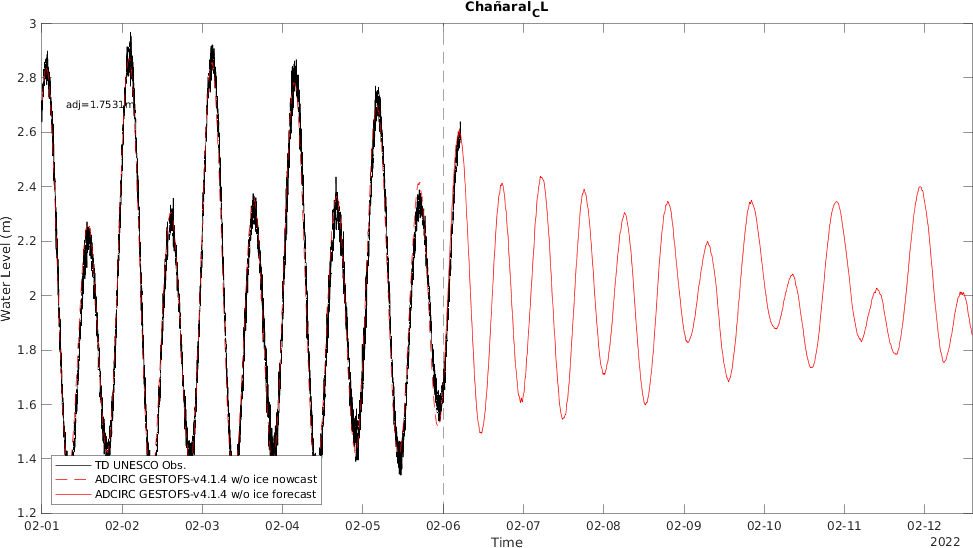 Chañaral_CL
3
2.8
2.6
2.4
2.2
2
1.8
1.6
1.4
1.2
Water Level (m)
adj=1.7531m
TD UNESCO Obs.
ADCIRC GESTOFS-v4.1.4 w/o ice nowcast
ADCIRC GESTOFS-v4.1.4 w/o ice forecast
02-01 02-02 02-03 02-04 02-05 02-06 02-07 02-08 02-09 02-10 02-11 02-12
Time
2022